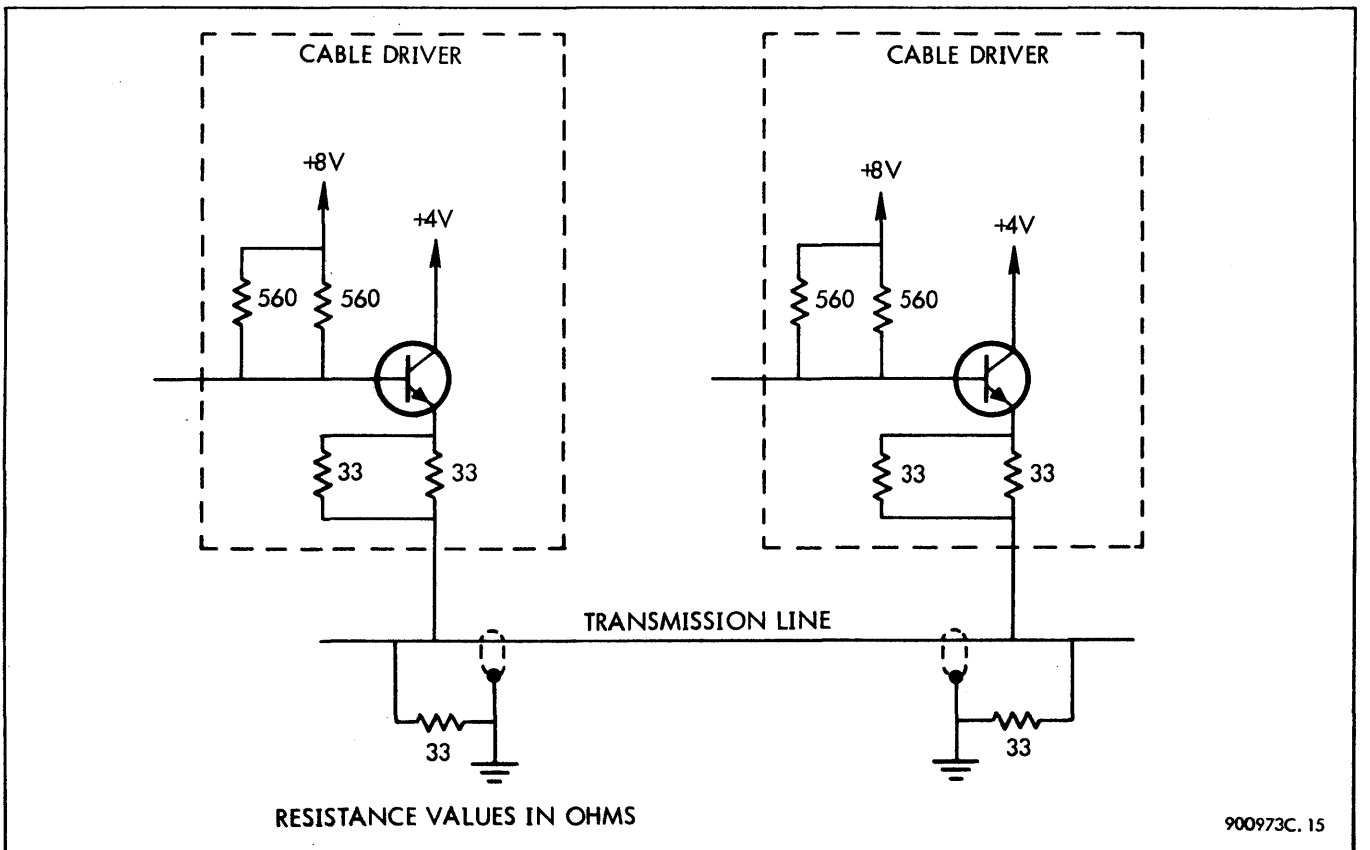 CABLE DRIVER
CABLE DRIVER
+8V
+4V
560
560
33
33
+8V
+4V
560
560
33
33
TRANSMISSION LINE
33
33
RESISTANCE VALUES IN OHMS
900973C. 15